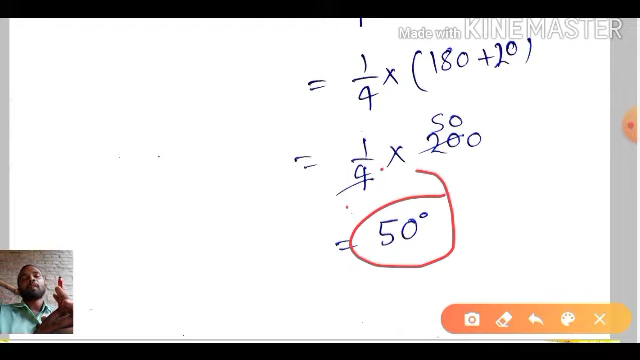 Made with KINEMASTER
= 1/4 × (180 + 20)
50
= 1/4 × 200
= 50°